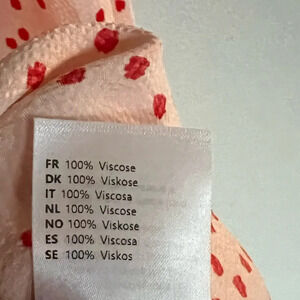 FR 100% Viscose
DK 100% Viskose
IT 100% Viscosa
NL 100% Viscose
NO 100% Viskose
ES 100% Viscosa
SE 100% Viskos